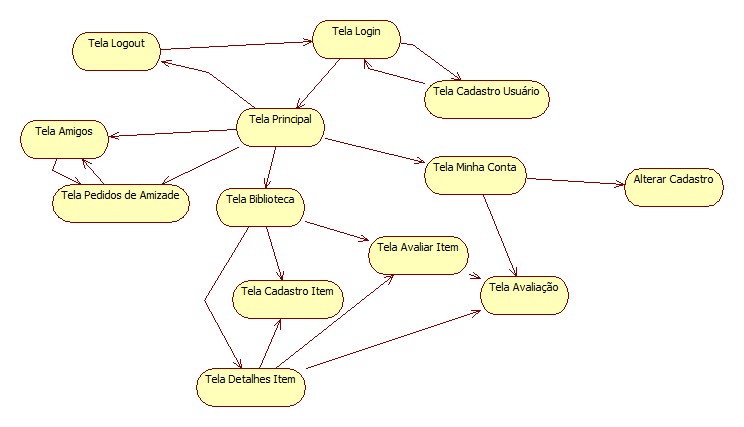 Tela Login
Tela Logout
Tela Cadastro Usuário
Tela Principal
Tela Amigos
Tela Minha Conta
Alterar Cadastro
Tela Pedidos de Amizade
Tela Biblioteca
Tela Avaliar Item
Tela Cadastro Item
Tela Avaliação
Tela Detalhes Item